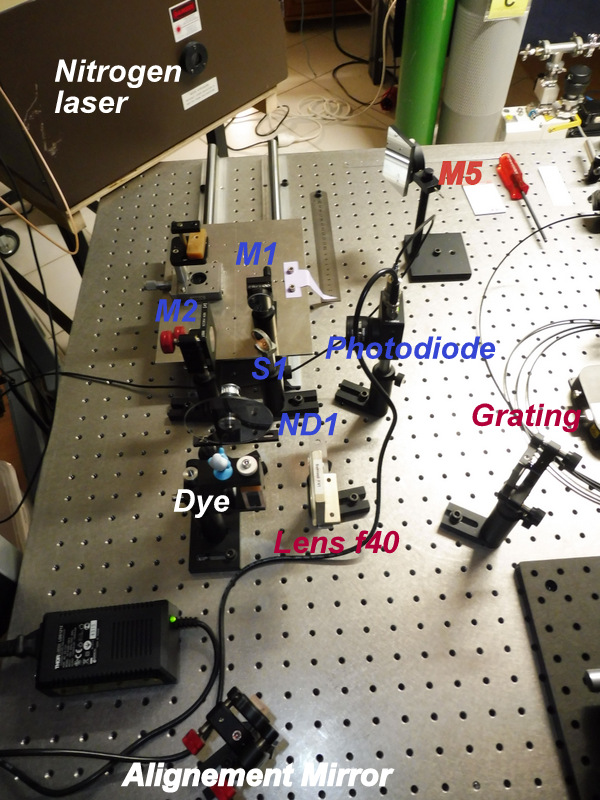 Nitrogen
laser
M5
M1
M2
Photodiode
S1
ND1
Grating
Dye
Lens f40
Alignement Mirror
C